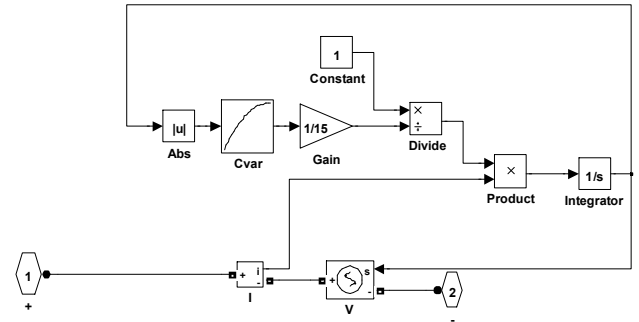 1
Constant
|u|
Abs
Cvar
1/15
Gain
×
÷
Divide
×
Product
1/s
Integrator
1
+
+
i
-
I
+
s
-
V
2
-